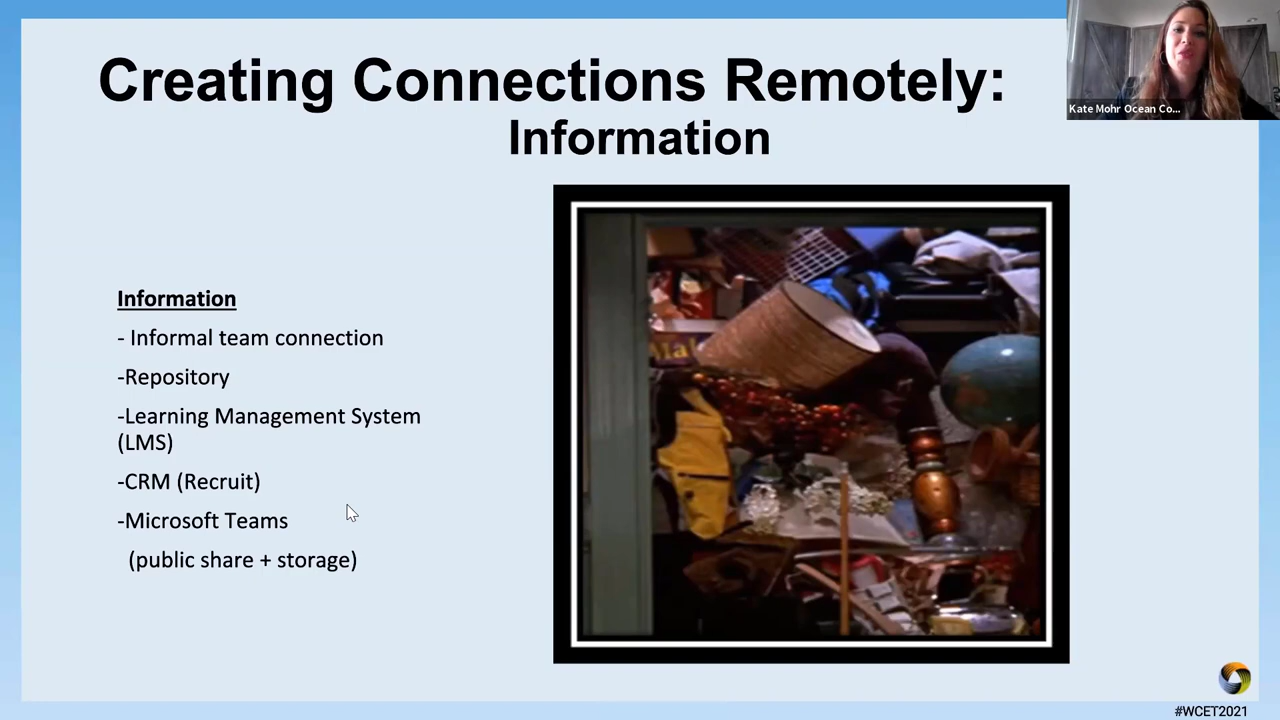 Creating Connections Remotely:
Information
Kate Mohr Ocean Co...
Information
- Informal team connection
-Repository
-Learning Management System
(LMS)
-CRM (Recruit)
-Microsoft Teams
(public share + storage)
Mal
#WCET2021